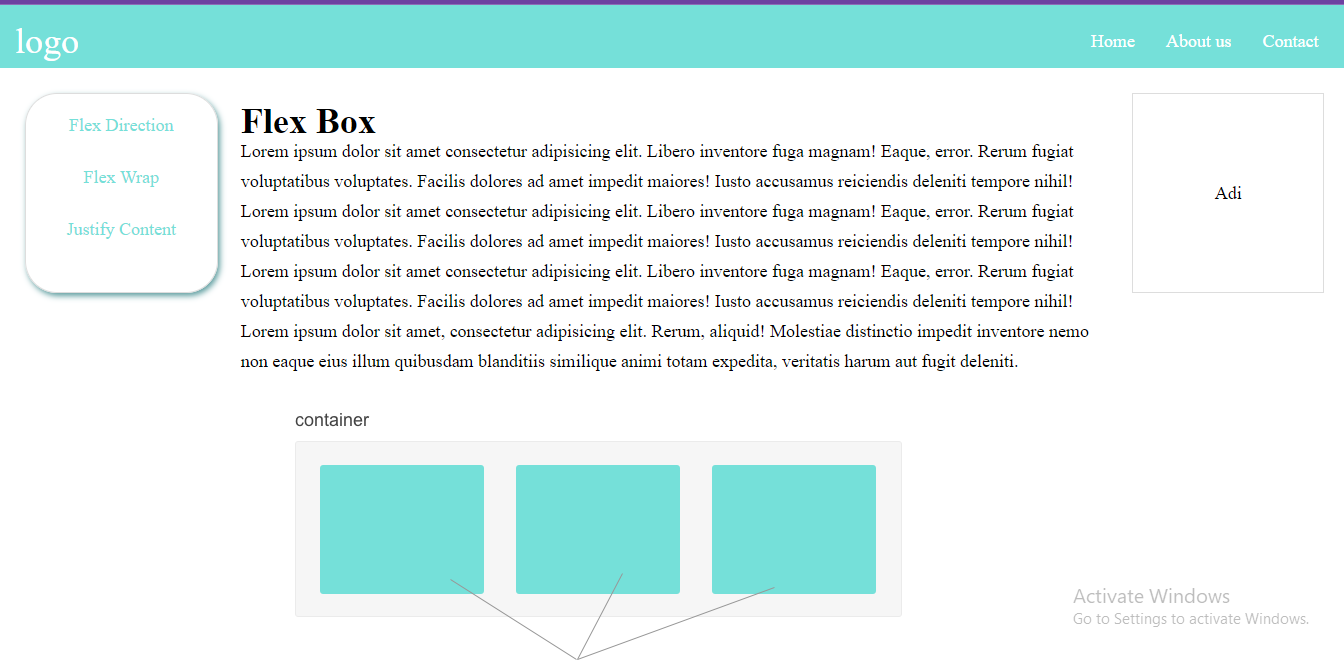 logo
Home About us Contact
Flex Direction
Flex Wrap
Justify Content
Flex Box
Lorem ipsum dolor sit amet consectetur adipisicing elit. Libero inventore fuga magnam! Eaque, error. Rerum fugiat
voluptatibus voluptates. Facilis dolores ad amet impedit maiores! Iusto accusamus reiciendis deleniti tempore nihil!
Lorem ipsum dolor sit amet consectetur adipisicing elit. Libero inventore fuga magnam! Eaque, error. Rerum fugiat
voluptatibus voluptates. Facilis dolores ad amet impedit maiores! Iusto accusamus reiciendis deleniti tempore nihil!
Lorem ipsum dolor sit amet consectetur adipisicing elit. Libero inventore fuga magnam! Eaque, error. Rerum fugiat
voluptatibus voluptates. Facilis dolores ad amet impedit maiores! Iusto accusamus reiciendis deleniti tempore nihil!
Lorem ipsum dolor sit amet, consectetur adipisicing elit. Rerum, aliquid! Molestiae distinctio impedit inventore nemo
non eaque eius illum quibusdam blanditiis similique animi totam expedita, veritatis harum aut fugit deleniti.
Adi
container
Activate Windows
Go to Settings to activate Windows.